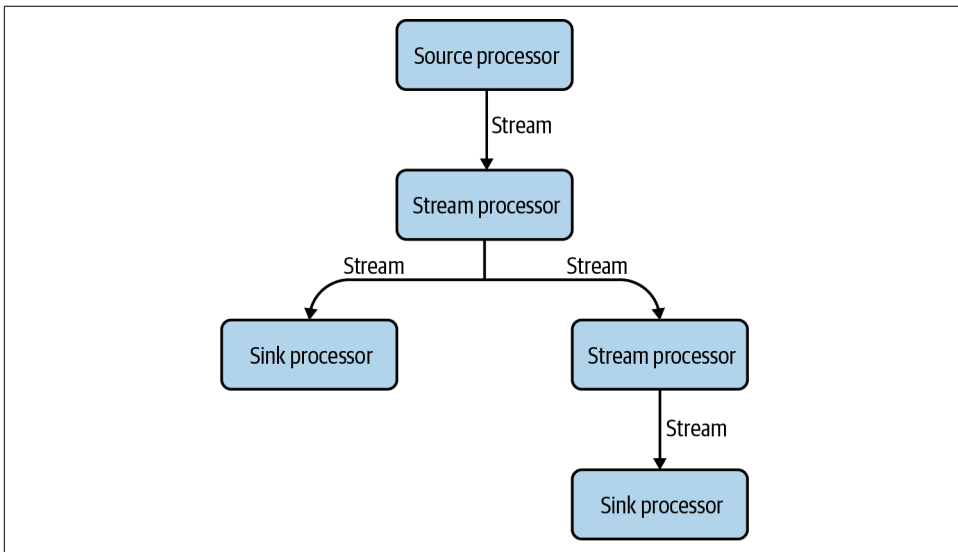 Source processor
Stream
Stream processor
Stream
Stream
Sink processor
Stream processor
Stream
Sink processor